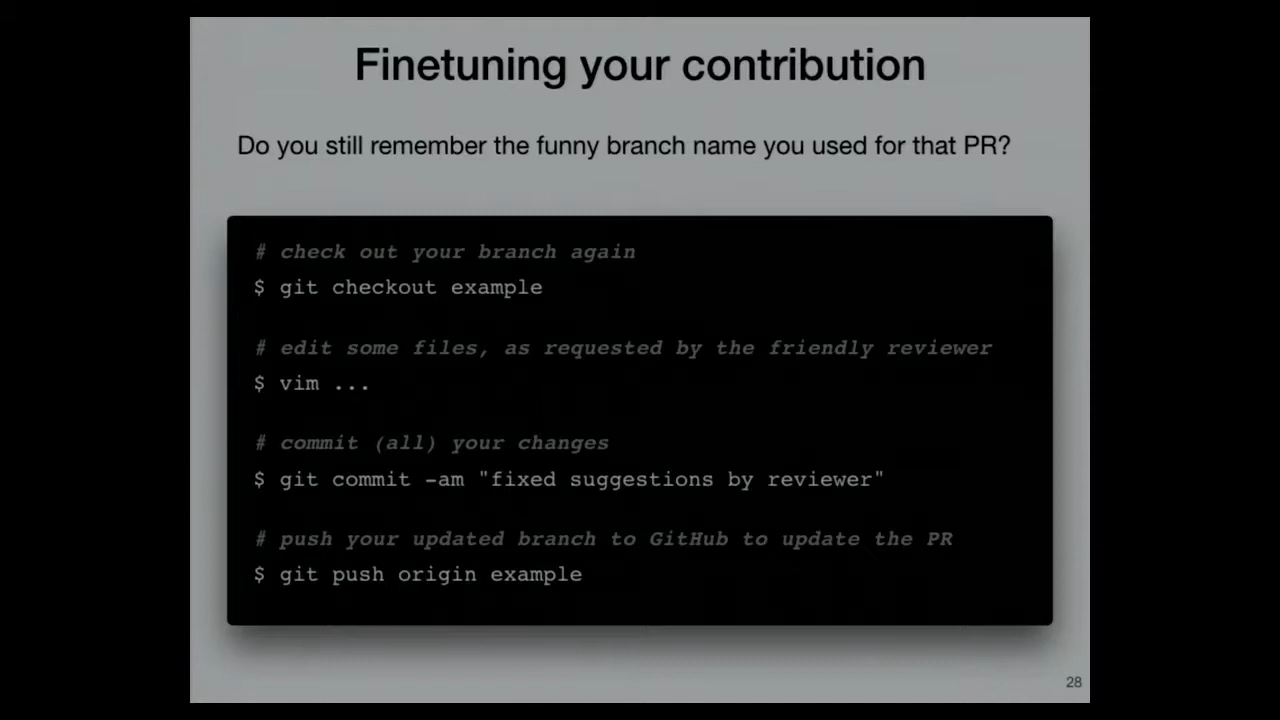 Finetuning your contribution
Do you still remember the funny branch name you used for that PR?
# check out your branch again
$ git checkout example
# edit some files, as requested by the friendly reviewer
$ vim ...
# commit (all) your changes
$ git commit -am "fixed suggestions by reviewer"
# push your updated branch to GitHub to update the PR
$ git push origin example
28